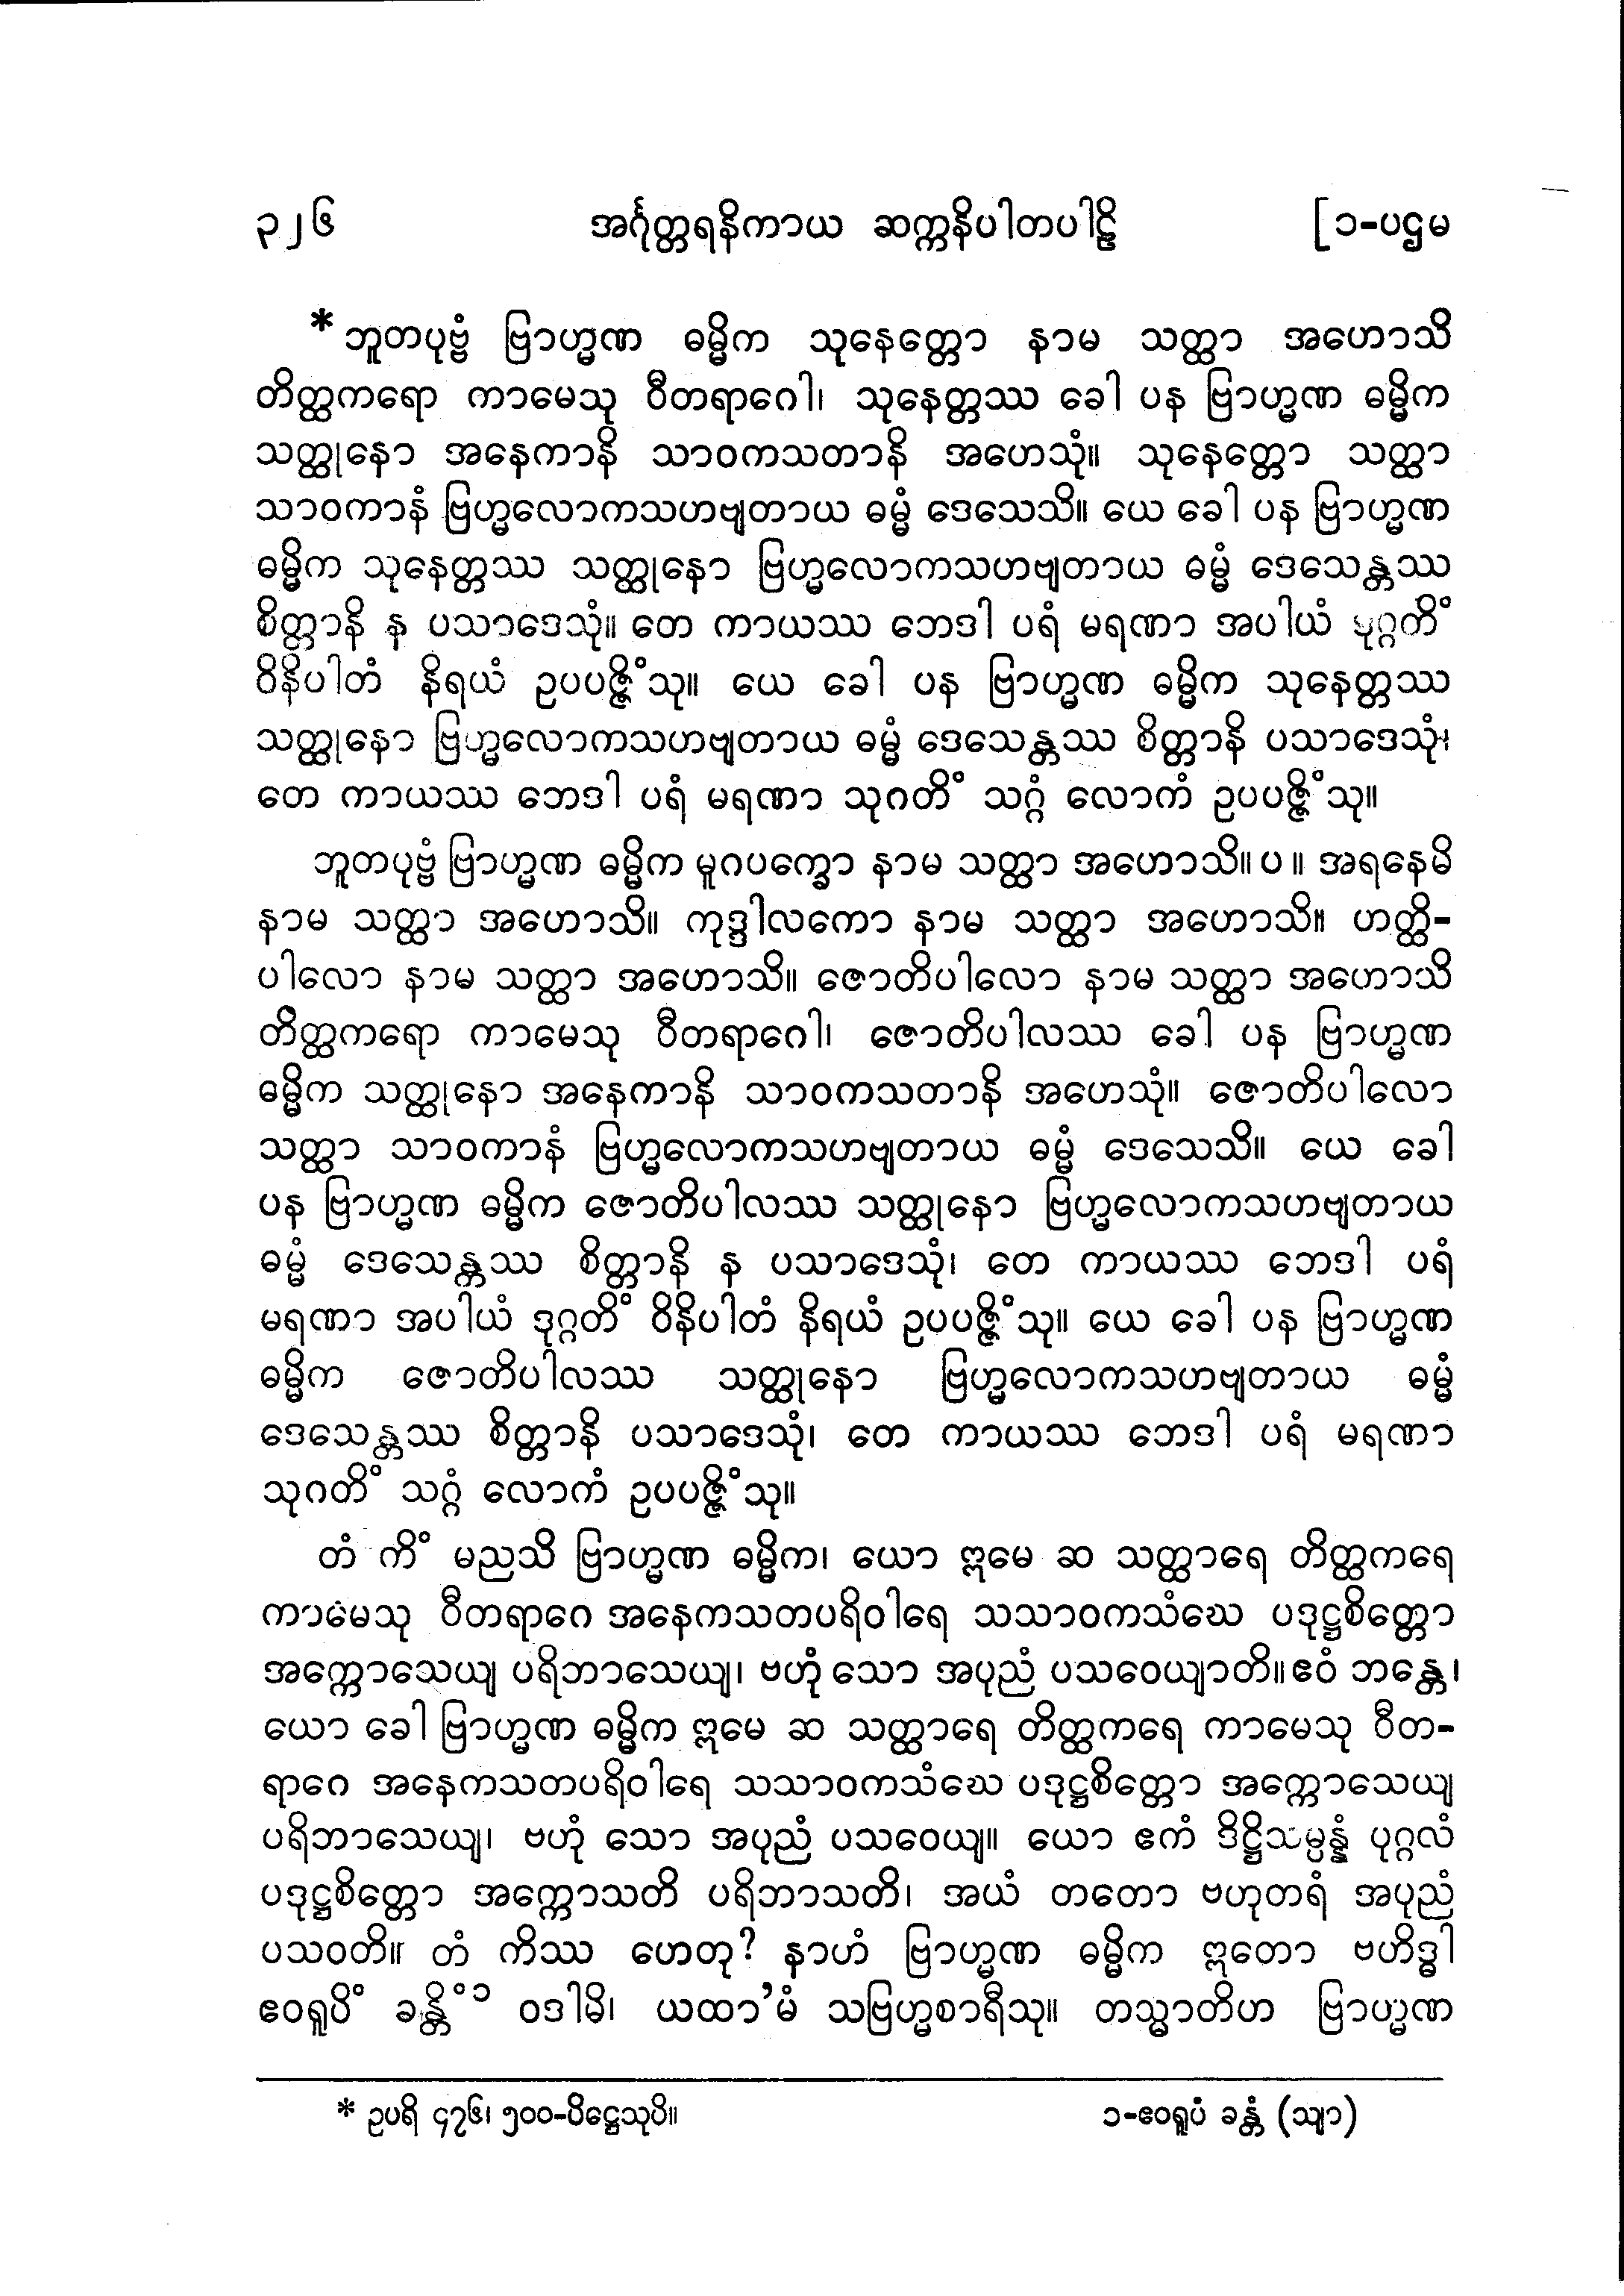 ၃၂၆ အင်္ဂုတ္တရနိကာယ ဆက္ကနိပါတပါဠိ [၁-ပဌမ
* ဘူတပုဗ္ဗံ ဗြာဟ္မဏ ဓမ္မိက သုနေတ္တော နာမ သတ္ထာ အဟောသိ
တိတ္ထကရော ကာမေသု ဝီတရာဂေါ၊ သုနေတ္တဿ ခေါ ပန ဗြာဟ္မဏ ဓမ္မိက
သတ္ထုနော အနေကာနိ သာဝကသတာနိ အဟေသုံ။ သုနေတ္တော သတ္ထာ
သာဝကာနံ ဗြဟ္မလောကသဟဗျတာယ ဓမ္မံ ဒေသေသိ။ ယေ ခေါ ပန ဗြာဟ္မဏ
ဓမ္မိက သုနေတ္တဿ သတ္ထုနော ဗြဟ္မလောကသဟဗျတာယ ဓမ္မံ ဒေသေန္တဿ
စိတ္တာနိ န ပသာဒေသုံ။ တေ ကာယဿ ဘေဒါ ပရံ မရဏာ အပါယံ ဒုဂ္ဂတိံ
ဝိနိပါတံ နိရယံ ဥပပဇ္ဇိံသု။ ယေ ခေါ ပန ဗြာဟ္မဏ ဓမ္မိက သုနေတ္တဿ
သတ္ထုနော ဗြဟ္မလောကသဟဗျတာယ ဓမ္မံ ဒေသေန္တဿ စိတ္တာနိ ပသာဒေသုံ၊
တေ ကာယဿ ဘေဒါ ပရံ မရဏာ သုဂတိံ သဂ္ဂံ လောကံ ဥပပဇ္ဇိံသု။
ဘူတပုဗ္ဗံ ဗြာဟ္မဏ ဓမ္မိက မူဂပက္ခော နာမ သတ္ထာ အဟောသိ။ပ။ အရနေမိ
နာမ သတ္ထာ အဟောသိ။ ကုဒ္ဒါလကော နာမ သတ္ထာ အဟောသိ။ ဟတ္ထိ-
ပါလော နာမ သတ္ထာ အဟောသိ။ ဇောတိပါလော နာမ သတ္ထာ အဟောသိ
တိတ္ထကရော ကာမေသု ဝီတရာဂေါ၊ ဇောတိပါလဿ ခေါ ပန ဗြာဟ္မဏ
ဓမ္မိက သတ္ထုနော အနေကာနိ သာဝကသတာနိ အဟေသုံ။ ဇောတိပါလော
သတ္ထာ သာဝကာနံ ဗြဟ္မလောကသဟဗျတာယ ဓမ္မံ ဒေသေသိ။ ယေ ခေါ
ပန ဗြာဟ္မဏ ဓမ္မိက ဇောတိပါလဿ သတ္ထုနော ဗြဟ္မလောကသဟဗျတာယ
ဓမ္မံ ဒေသေန္တဿ စိတ္တာနိ န ပသာဒေသုံ၊ တေ ကာယဿ ဘေဒါ ပရံ
မရဏာ အပါယံ ဒုဂ္ဂတိံ ဝိနိပါတံ နိရယံ ဥပပဇ္ဇိံသု။ ယေ ခေါ ပန ဗြာဟ္မဏ
ဓမ္မိက ဇောတိပါလဿ သတ္ထုနော ဗြဟ္မလောကသဟဗျတာယ ဓမ္မံ
ဒေသေန္တဿ စိတ္တာနိ ပသာဒေသုံ၊ တေ ကာယဿ ဘေဒါ ပရံ မရဏာ
သုဂတိံ သဂ္ဂံ လောကံ ဥပပဇ္ဇိံသု။
တံ ကိံ မညသိ ဗြာဟ္မဏ ဓမ္မိက၊ ယော ဣမေ ဆ သတ္ထာရေ တိတ္ထကရေ
ကာမေသု ဝီတရာဂေ အနေကသတပရိဝါရေ သသာဝကသံဃေ ပဒုဋ္ဌစိတ္တော
အက္ကောသေယျ ပရိဘာသေယျ၊ ဗဟုံ သော အပုညံ ပသဝေယျာတိ။ ဧဝံ ဘန္တေ၊
ယော ခေါ ဗြာဟ္မဏ ဓမ္မိက ဣမေ ဆ သတ္ထာရေ တိတ္ထကရေ ကာမေသု ဝီတ-
ရာဂေ အနေကသတပရိဝါရေ သသာဝကသံဃေ ပဒုဋ္ဌစိတ္တော အက္ကောသေယျ
ပရိဘာသေယျ၊ ဗဟုံ သော အပုညံ ပသဝေယျ။ ယော ဧကံ ဒိဋ္ဌိသမ္ပန္နံ ပုဂ္ဂလံ
ပဒုဋ္ဌစိတ္တော အက္ကောသတိ ပရိဘာသတိ၊ အယံ တတော ဗဟုတရံ အပုညံ
ပသဝတိ။ တံ ကိဿ ဟေတု? နာဟံ ဗြာဟ္မဏ ဓမ္မိက ဣတော ဗဟိဒ္ဓါ
ဧဝရူပိံ ခန္တိံ ၁ ဝဒါမိ၊ ယထာ'မံ သဗြဟ္မစာရီသု။ တသ္မာတိဟ ဗြာဟ္မဏ
* ဥပရိ ၄၇၆၊ ၅၀၀-ပိဋ္ဌေသုပိ။ ၁-ဧဝရူပံ ခန္တံ (သျာ)